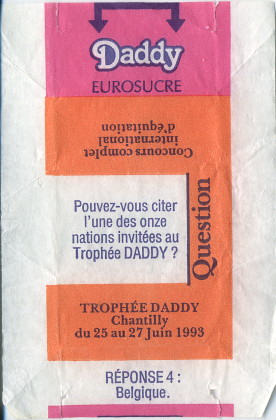 Daddy
EUROSUCRE
Concours complet
international
d'équitation
Pouvez-vous citer
l'une des onze
nations invitées au
Trophée DADDY ?
Question
TROPHÉE DADDY
Chantilly
du 25 au 27 Juin 1993
RÉPONSE 4 :
Belgique.